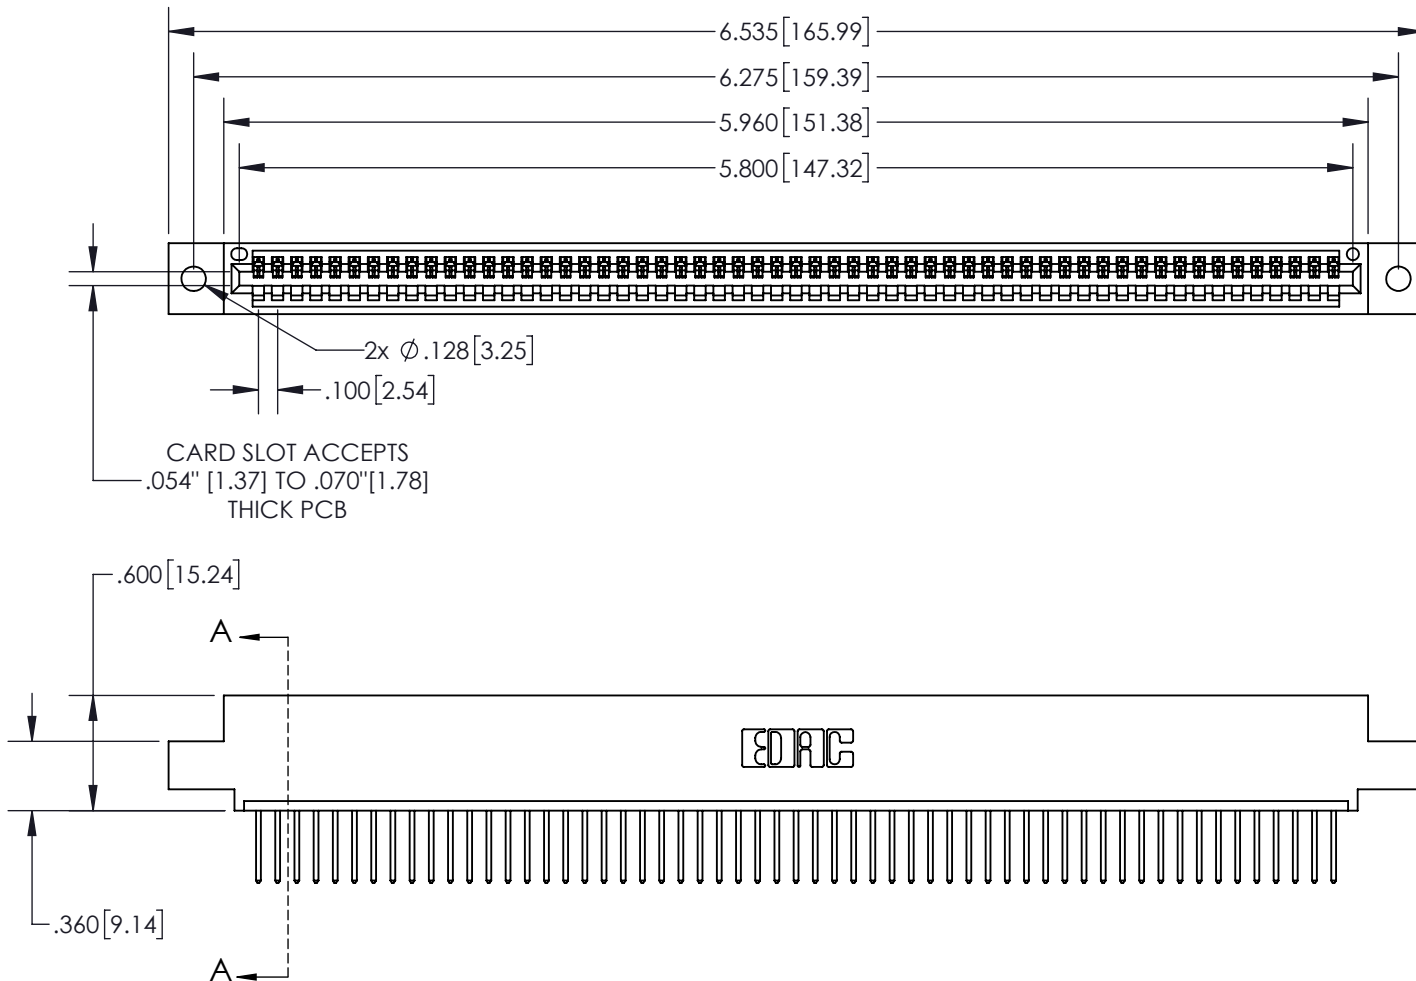 6.535[165.99]
6.275[159.39]
5.960[151.38]
5.800[147.32]
2x Ø.128[3.25]
.100[2.54]
CARD SLOT ACCEPTS
.054" [1.37] TO .070"[1.78]
THICK PCB
.600[15.24]
A
EDAC
.360[9.14]
A